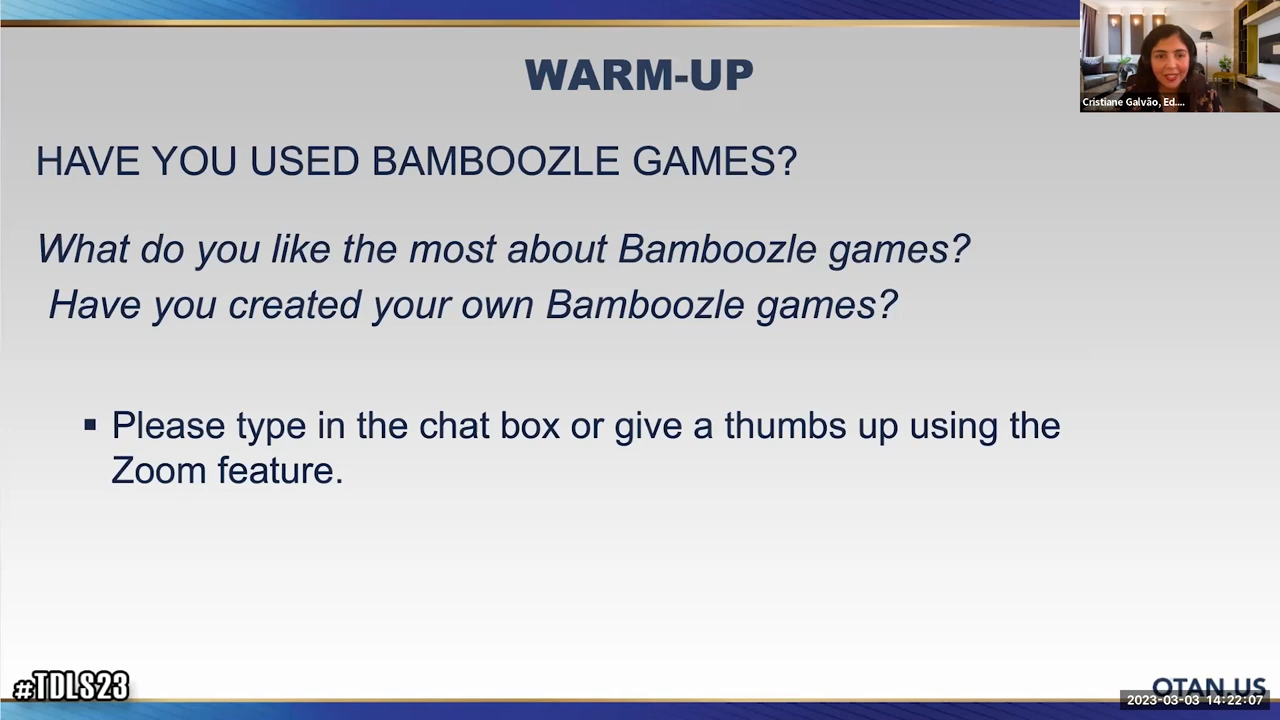 WARM-UP
Cristiane Galvão, Ed....
HAVE YOU USED BAMBOOZLE GAMES?
What do you like the most about Bamboozle games?
Have you created your own Bamboozle games?
▪ Please type in the chat box or give a thumbs up using the
Zoom feature.
#TDLS23
OTAN.US
2023-03-03 14:22:07